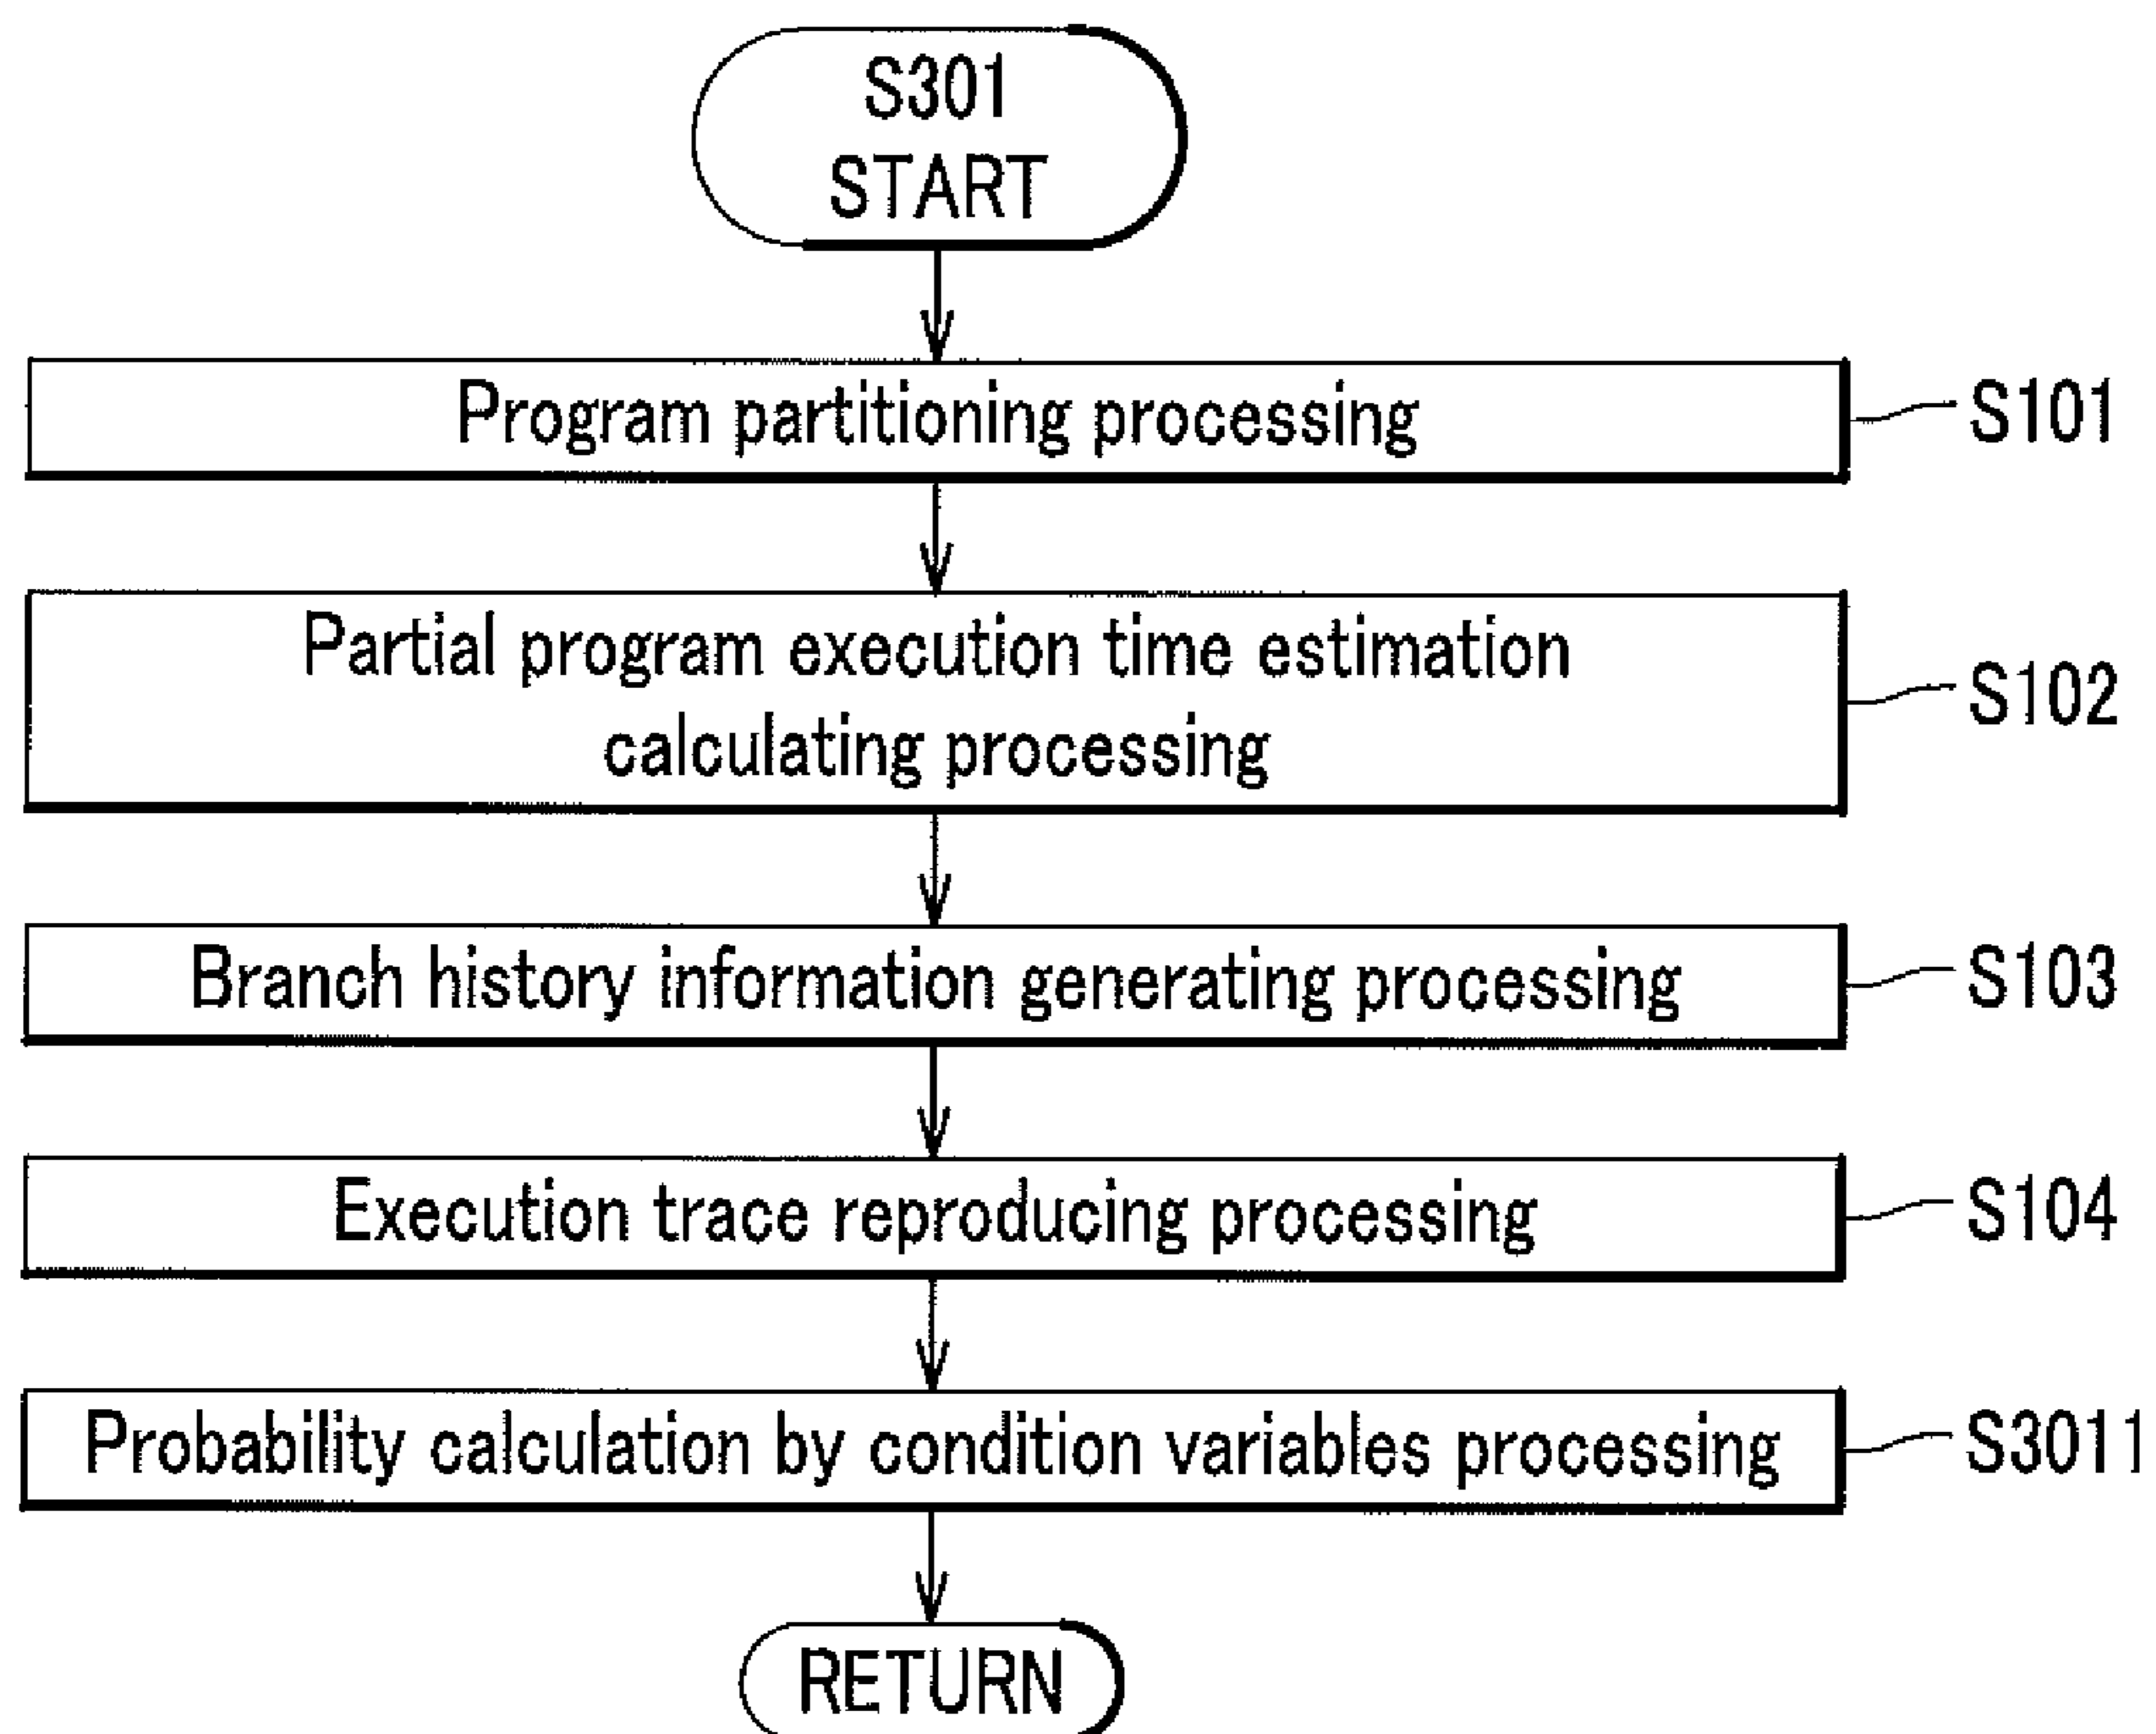 S301
START
Program partitioning processing
S101
Partial program execution time estimation
calculating processing
S102
Branch history information generating processing
S103
Execution trace reproducing processing
S104
Probability calculation by condition variables processing
S3011
RETURN